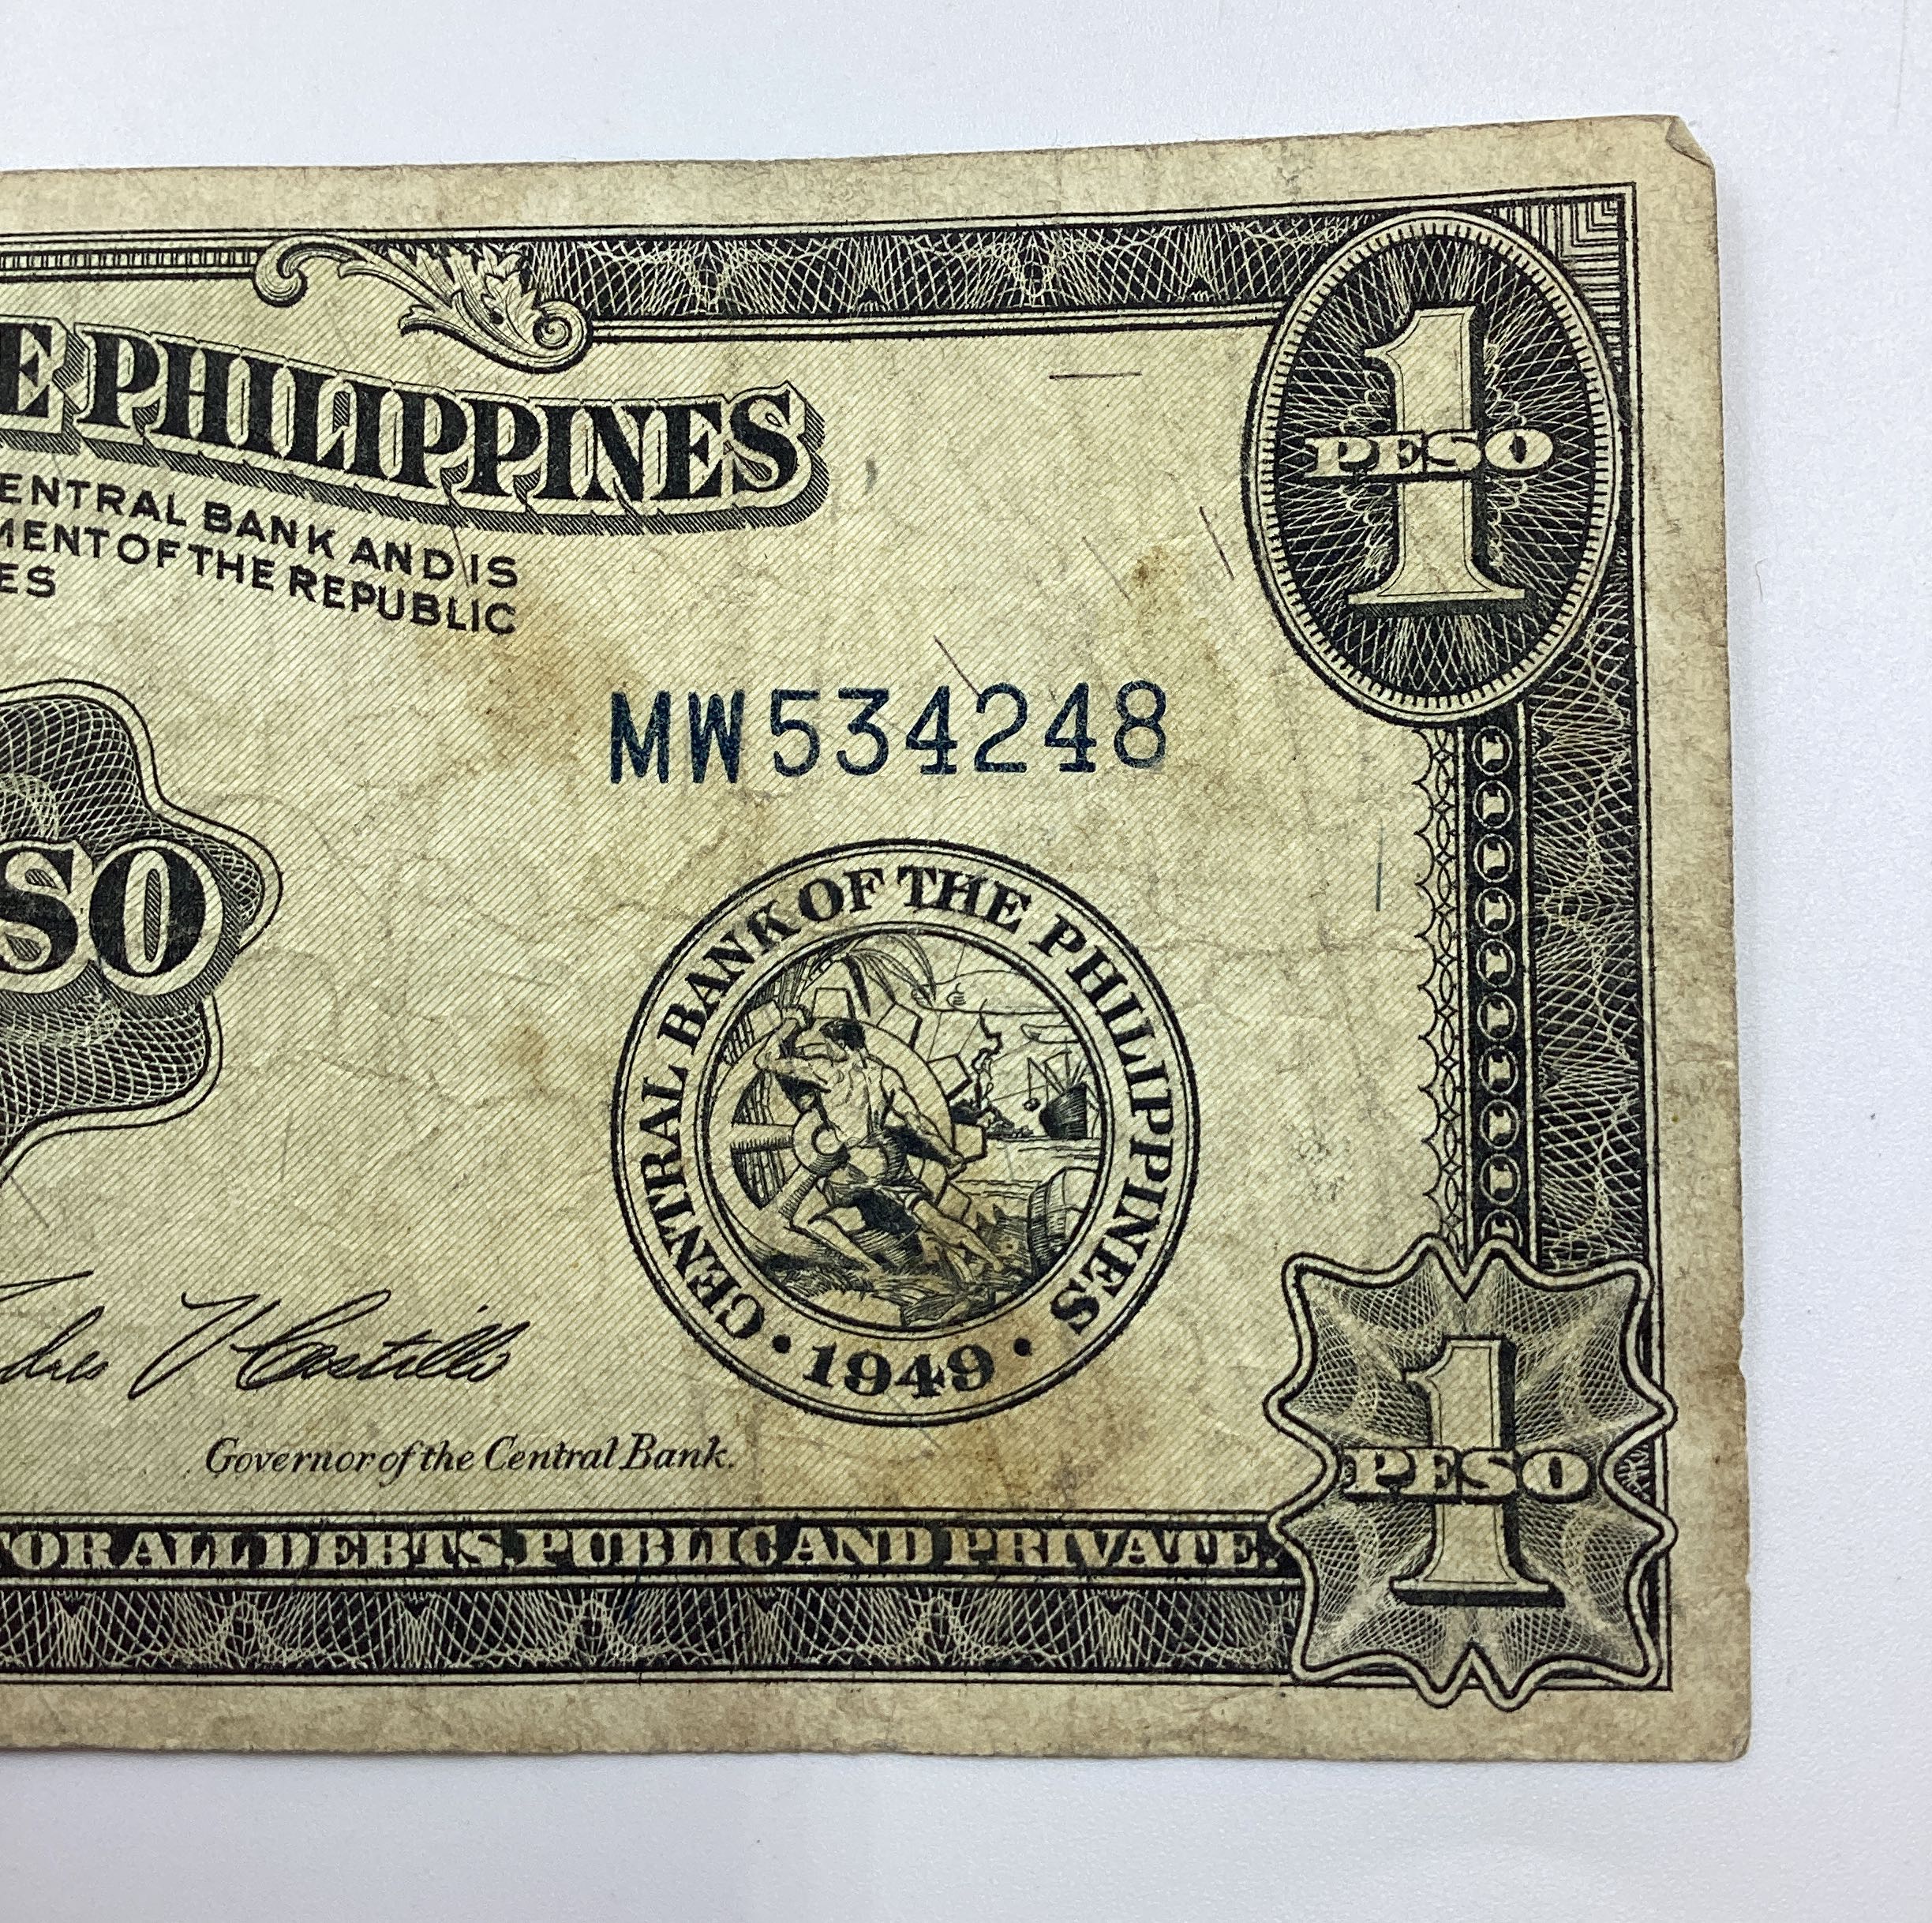 E PHILIPPINES
1
PESO
ENTRAL BANK AND IS
MENT OF THE REPUBLIC
ES
MW534248
SO
CENTRAL BANK OF THE PHILIPPINES
· 1949 ·
V Castillo
Governor of the Central Bank.
1
PESO
FOR ALL DEBTS, PUBLIC AND PRIVATE.